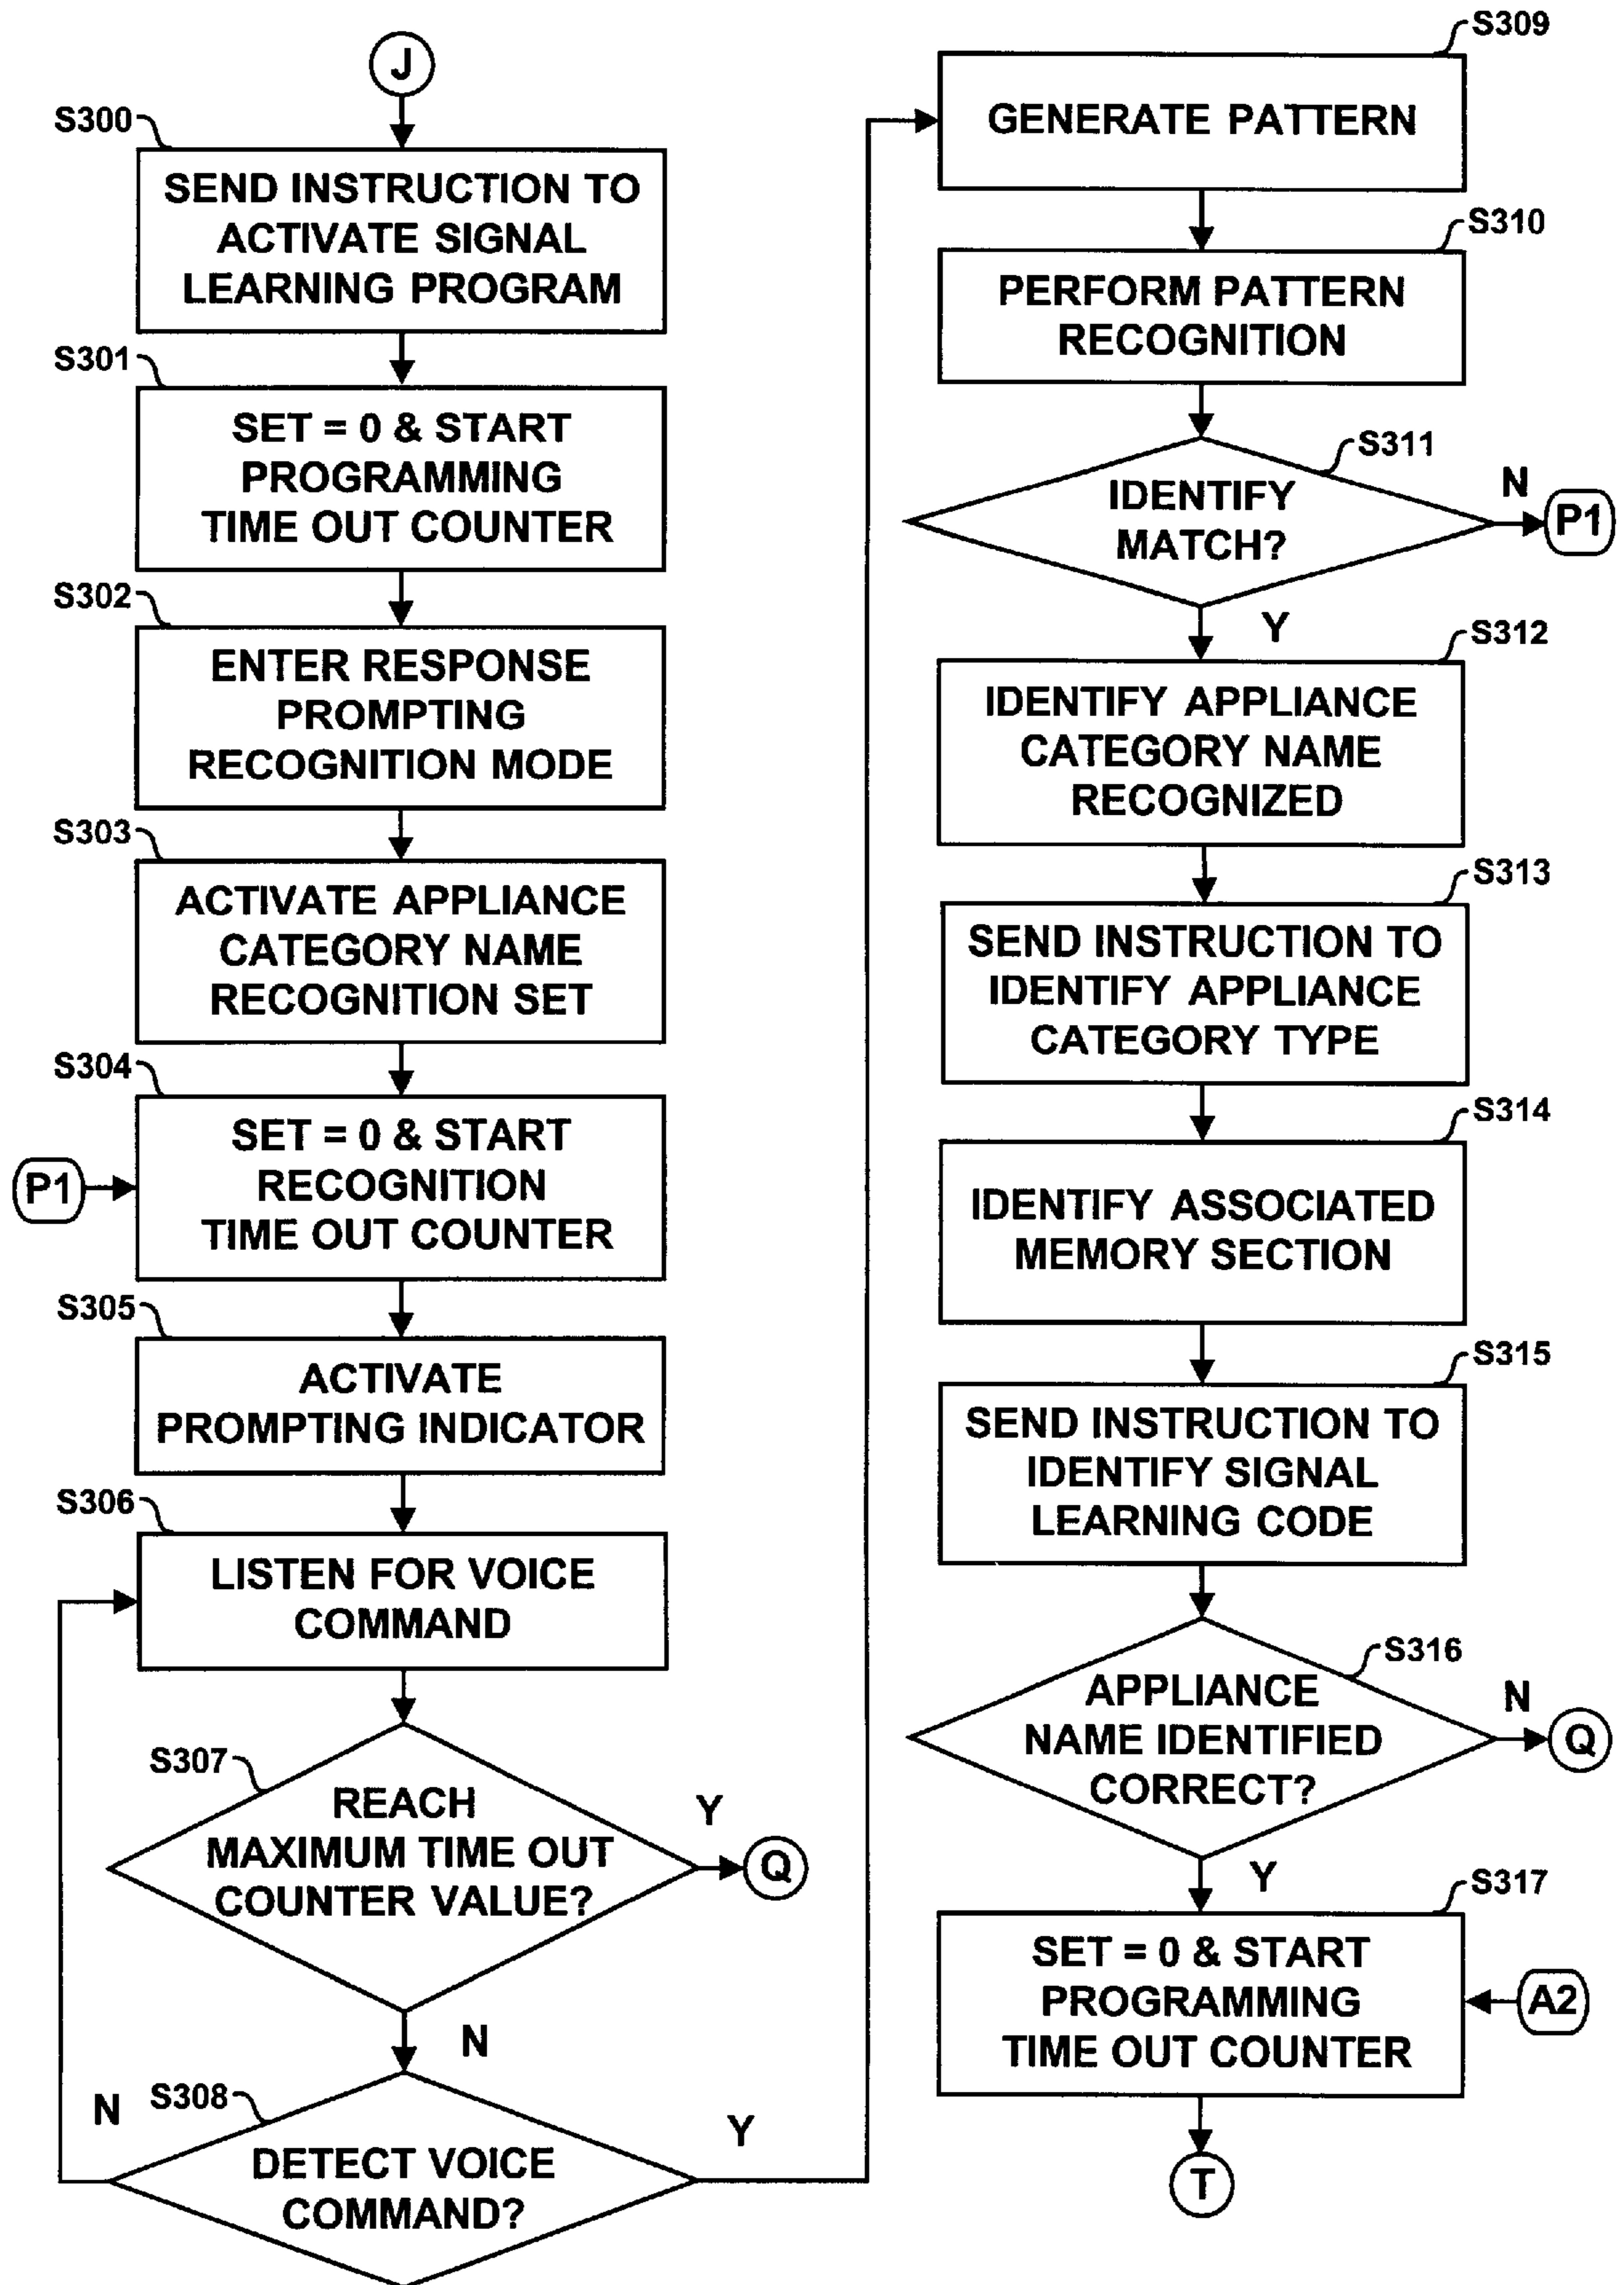 J
S300
SEND INSTRUCTION TO
ACTIVATE SIGNAL
LEARNING PROGRAM
S301
SET = 0 & START
PROGRAMMING
TIME OUT COUNTER
S302
ENTER RESPONSE
PROMPTING
RECOGNITION MODE
S303
ACTIVATE APPLIANCE
CATEGORY NAME
RECOGNITION SET
S304
SET = 0 & START
RECOGNITION
TIME OUT COUNTER
P1
S305
ACTIVATE
PROMPTING INDICATOR
S306
LISTEN FOR VOICE
COMMAND
S307
REACH
MAXIMUM TIME OUT
COUNTER VALUE?
Y
Q
N
S308
N
DETECT VOICE
COMMAND?
Y
S309
GENERATE PATTERN
S310
PERFORM PATTERN
RECOGNITION
S311
IDENTIFY
MATCH?
N
P1
Y
S312
IDENTIFY APPLIANCE
CATEGORY NAME
RECOGNIZED
S313
SEND INSTRUCTION TO
IDENTIFY APPLIANCE
CATEGORY TYPE
S314
IDENTIFY ASSOCIATED
MEMORY SECTION
S315
SEND INSTRUCTION TO
IDENTIFY SIGNAL
LEARNING CODE
S316
APPLIANCE
NAME IDENTIFIED
CORRECT?
N
Q
Y
S317
SET = 0 & START
PROGRAMMING
TIME OUT COUNTER
A2
T